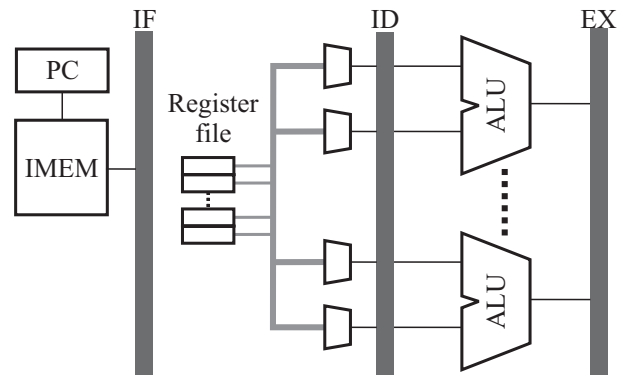 IF
ID
EX
PC
Register
file
IMEM
ALU
ALU